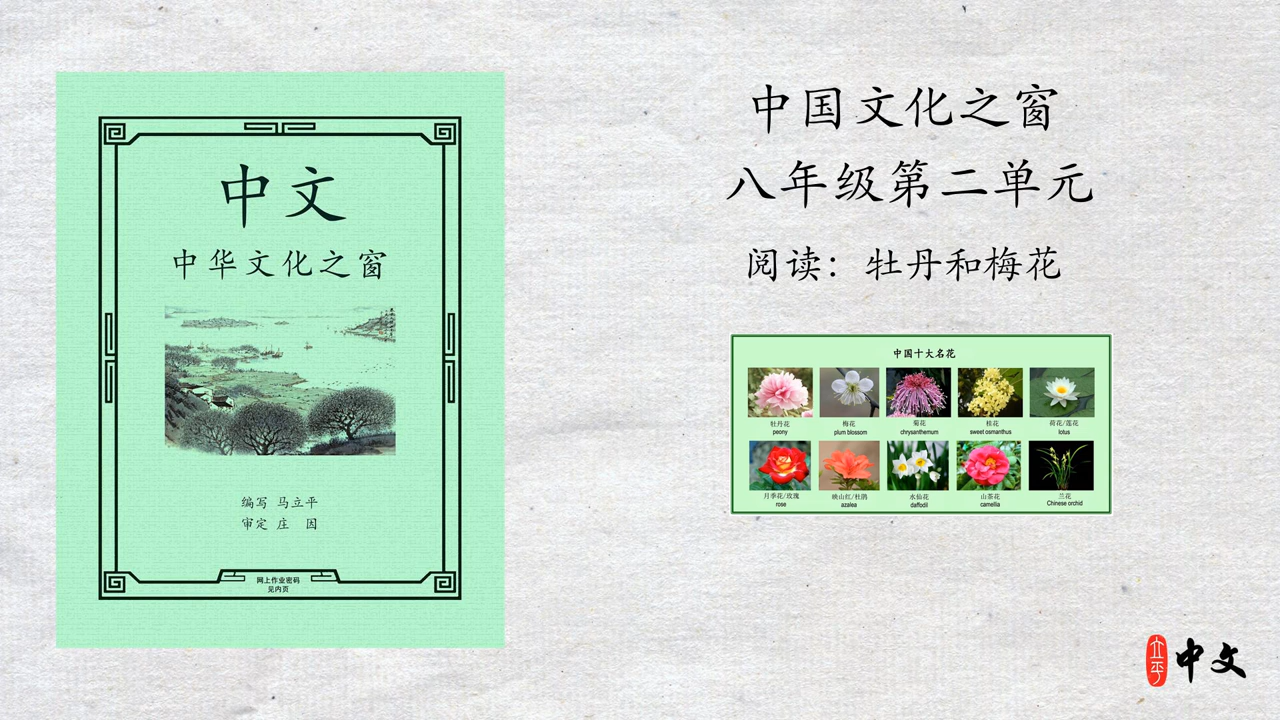 中文
中华文化之窗
编写 马立平
审定 庄 因
网上作业密码
见内页
中国文化之窗
八年级第二单元
阅读：牡丹和梅花
中国十大名花
牡丹花
peony
梅花
plum blossom
菊花
chrysanthemum
桂花
sweet osmanthus
荷花/莲花
lotus
月季花/玫瑰
rose
映山红/杜鹃
azalea
水仙花
daffodil
山茶花
camellia
兰花
Chinese orchid
立平
中文